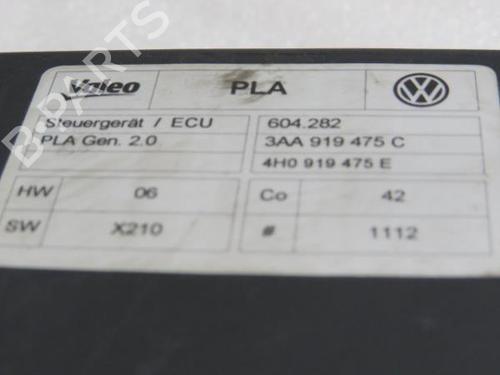 Valeo PLA
Steuergerät / ECU 604.282
PLA Gen. 2.0 3AA 919 475 C
4H0 919 475 E
HW 06 Co 42
SW X210 # 1112
B-PARTS